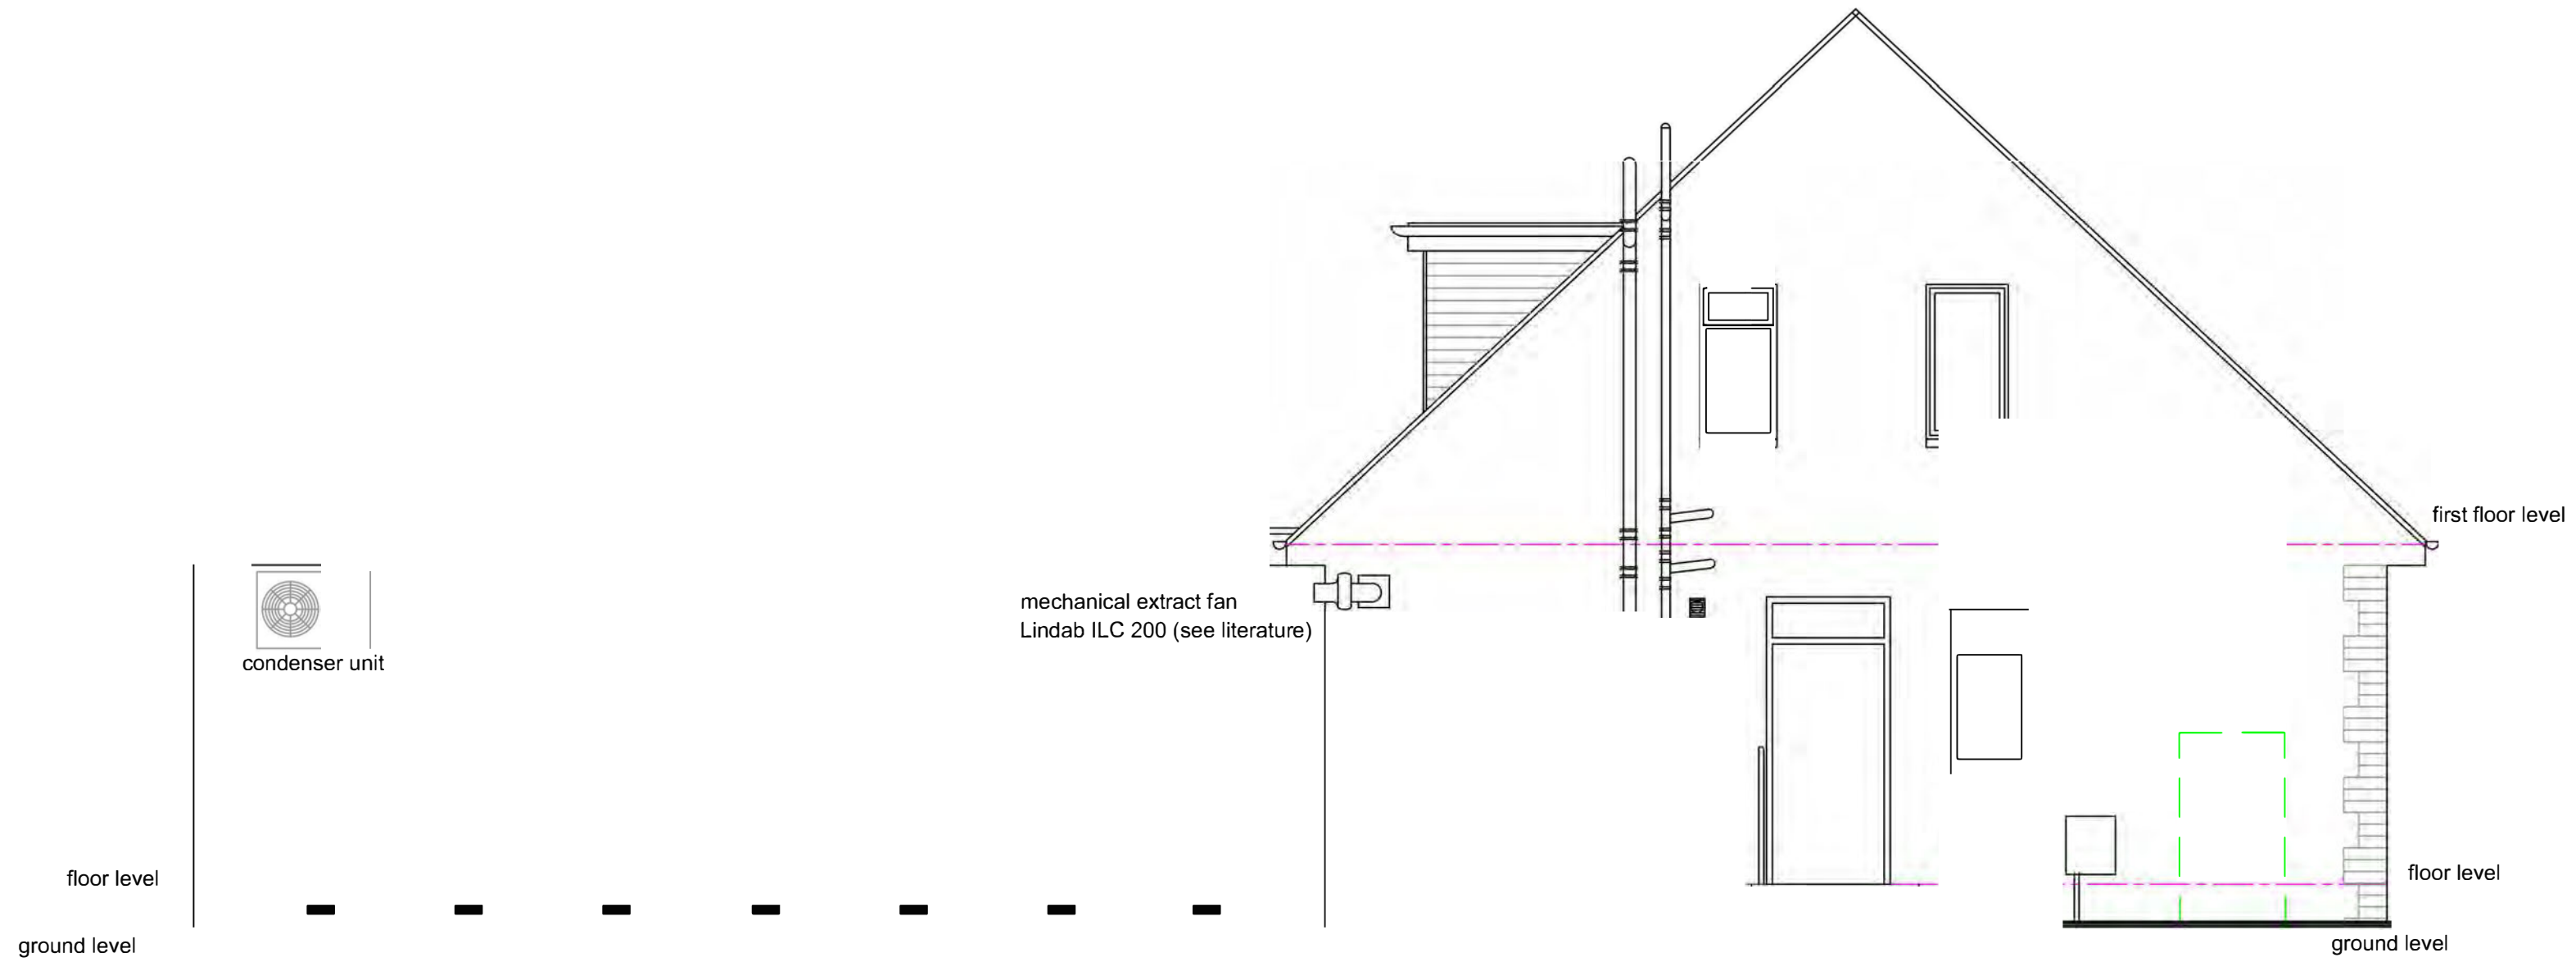 first floor level
mechanical extract fan
Lindab ILC 200 (see literature)
condenser unit
floor level
floor level
ground level
ground level